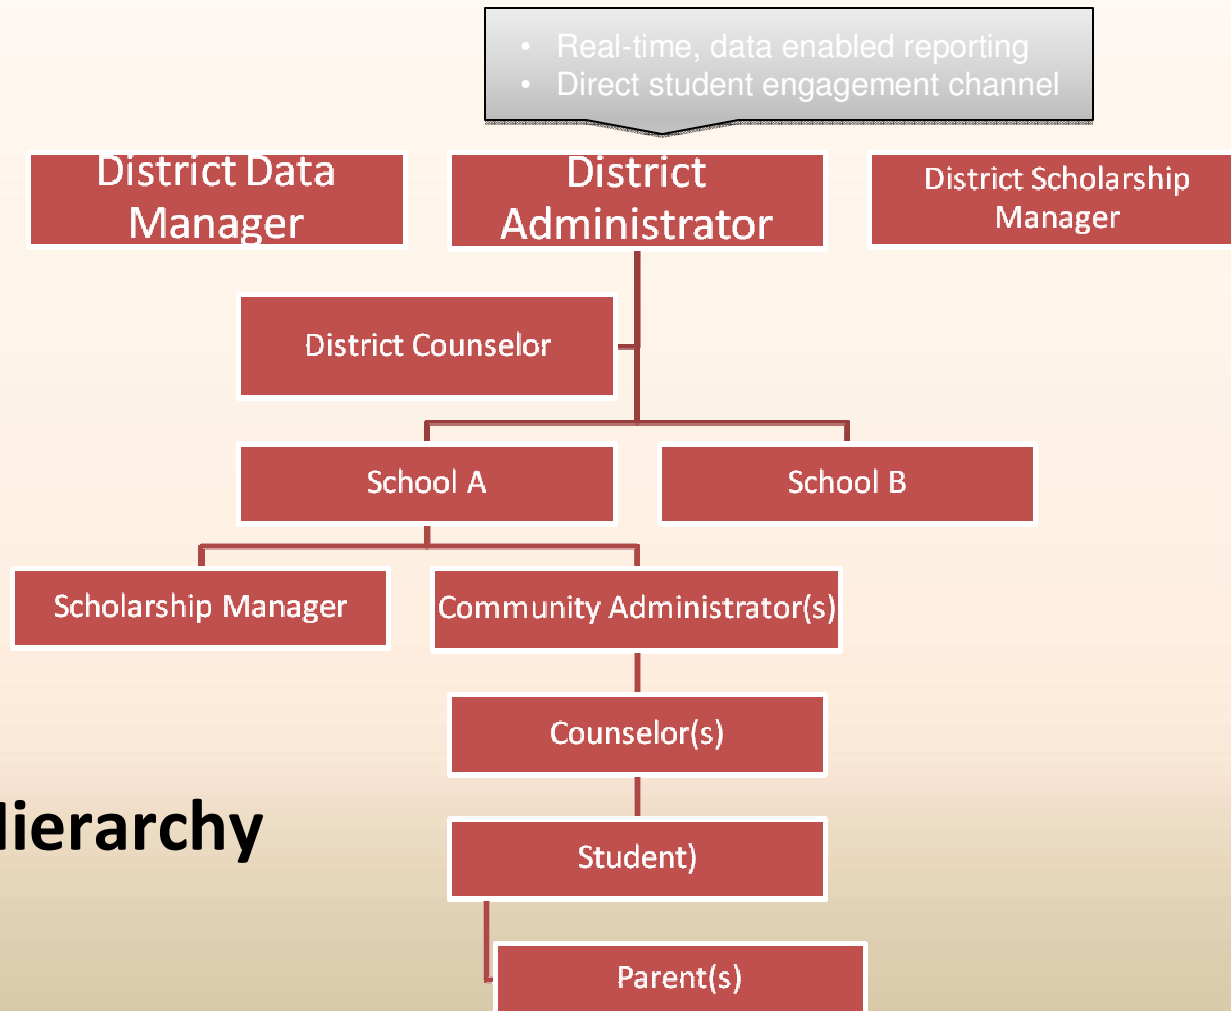 • Real-time, data enabled reporting
• Direct student engagement channel
District Data
Manager
District
Administrator
District Scholarship
Manager
District Counselor
School A
School B
Scholarship Manager
Community Administrator(s)
Counselor(s)
Hierarchy
Student)
Parent(s)